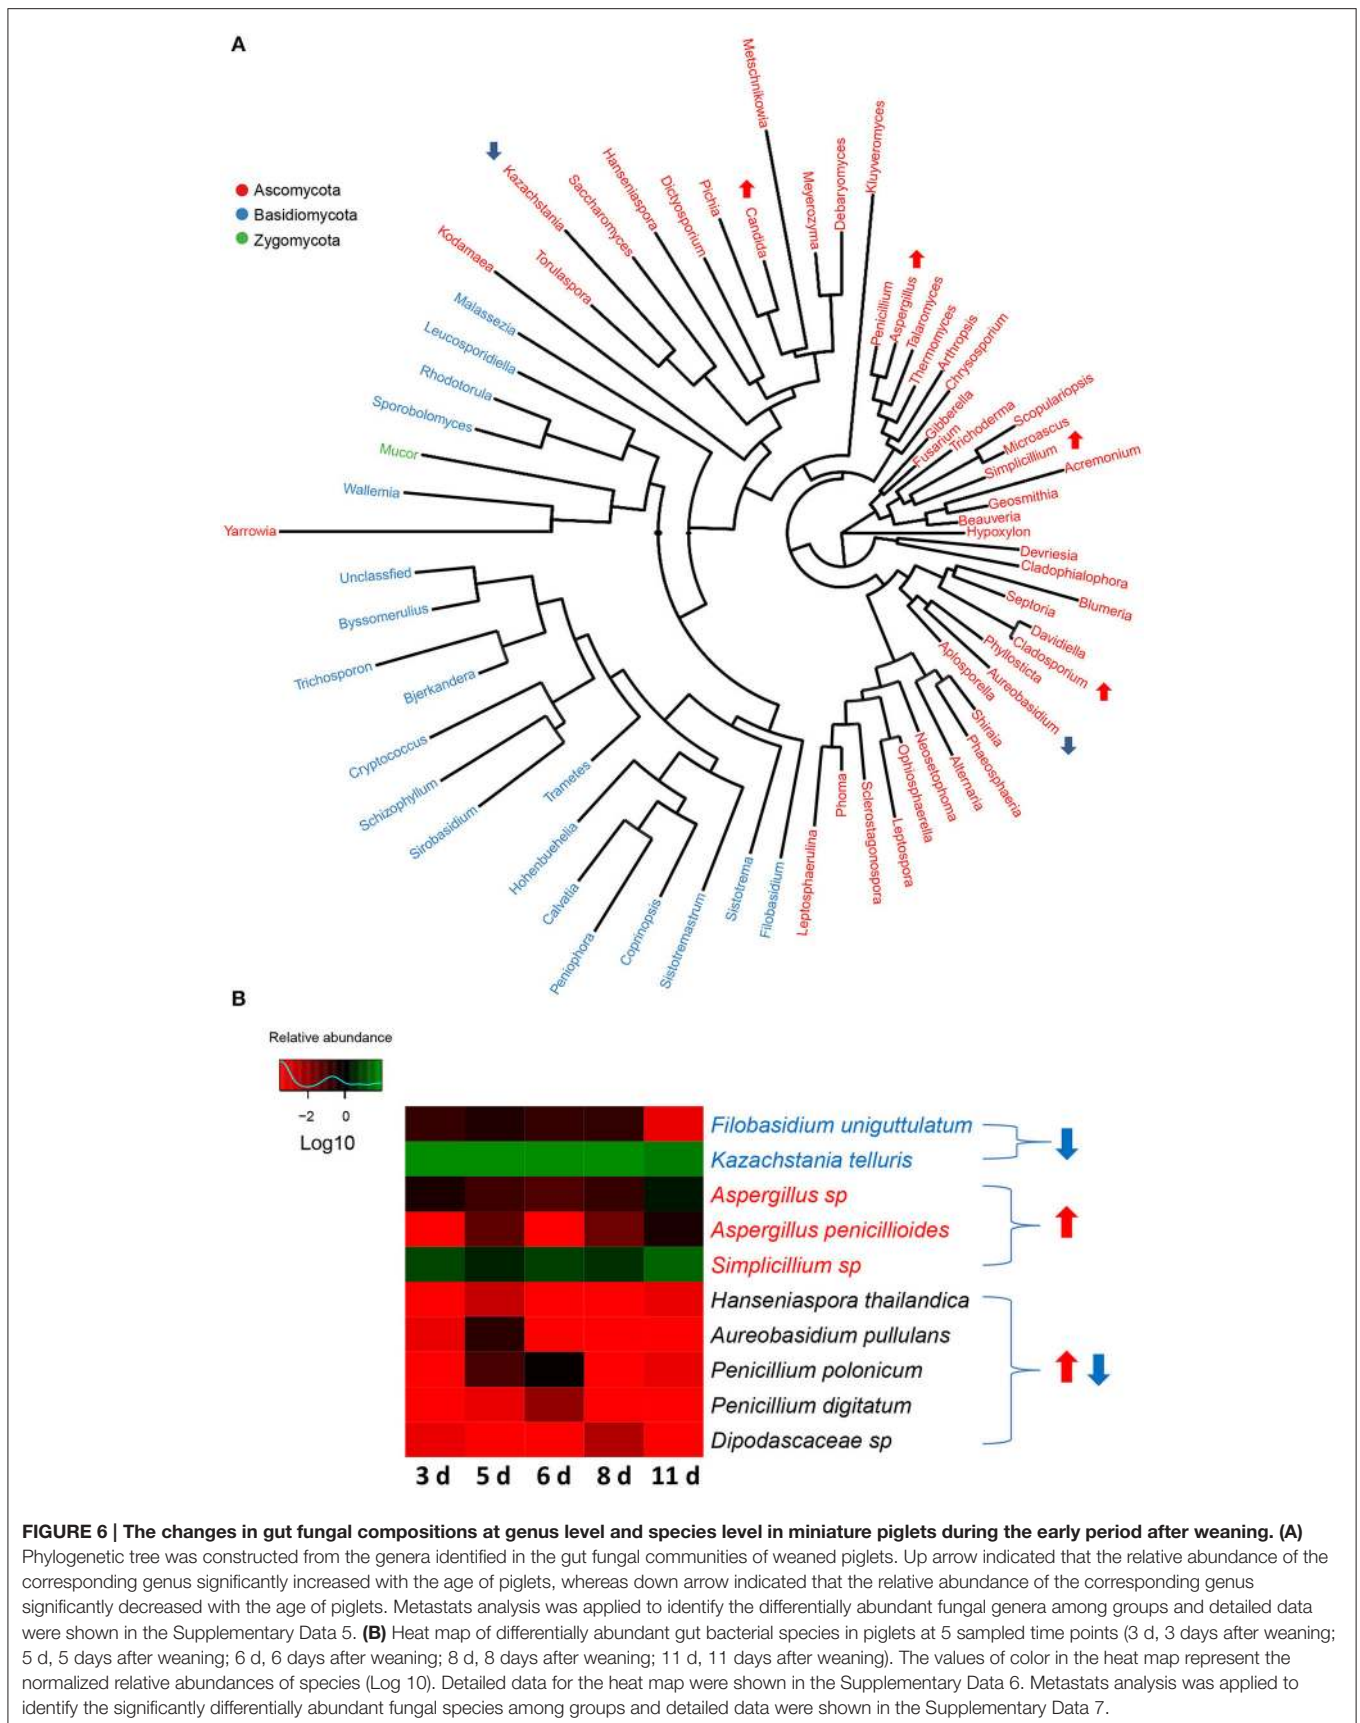 A
Ascomycota
Basidiomycota
Zygomycota
Metschnikowia
Kluyveromyces
Debaryomyces
Meyerozyma
Candida
Pichia
Dictyosporium
Hanseniaspora
Saccharomyces
Kazachstania
Torulaspora
Kodamaea
Malassezia
Leucosporidiella
Rhodotorula
Sporobolomyces
Mucor
Wallemia
Yarrowia
Unclassfied
Byssomerulius
Trichosporon
Bjerkandera
Cryptococcus
Schizophyllum
Sirobasidium
Trametes
Hohenbuehelia
Calvatia
Peniophora
Coprinopsis
Sistotremastrum
Sistotrema
Filobasidium
Leptosphaerulina
Phoma
Sclerostagonospora
Leptospora
Ophiosphaerella
Neosetophoma
Alternaria
Phaeosphaeria
Shiraia
Aplosporella
Aureobasidium
Phyllosticta
Cladosporium
Davidiella
Septoria
Blumeria
Cladophialophora
Devriesia
Hypoxylon
Beauveria
Geosmithia
Acremonium
Simplicillium
Microascus
Scopulariopsis
Trichoderma
Fusarium
Gibberella
Chrysosporium
Arthropsis
Thermomyces
Talaromyces
Aspergillus
Penicillium
B
Relative abundance
−2 0
Log10
Filobasidium uniguttulatum
Kazachstania telluris
Aspergillus sp
Aspergillus penicillioides
Simplicillium sp
Hanseniaspora thailandica
Aureobasidium pullulans
Penicillium polonicum
Penicillium digitatum
Dipodascaceae sp
3 d 5 d 6 d 8 d 11 d
FIGURE 6 | The changes in gut fungal compositions at genus level and species level in miniature piglets during the early period after weaning. (A)
Phylogenetic tree was constructed from the genera identified in the gut fungal communities of weaned piglets. Up arrow indicated that the relative abundance of the
corresponding genus significantly increased with the age of piglets, whereas down arrow indicated that the relative abundance of the corresponding genus
significantly decreased with the age of piglets. Metastats analysis was applied to identify the differentially abundant fungal genera among groups and detailed data
were shown in the Supplementary Data 5. (B) Heat map of differentially abundant gut bacterial species in piglets at 5 sampled time points (3 d, 3 days after weaning;
5 d, 5 days after weaning; 6 d, 6 days after weaning; 8 d, 8 days after weaning; 11 d, 11 days after weaning). The values of color in the heat map represent the
normalized relative abundances of species (Log 10). Detailed data for the heat map were shown in the Supplementary Data 6. Metastats analysis was applied to
identify the significantly differentially abundant fungal species among groups and detailed data were shown in the Supplementary Data 7.